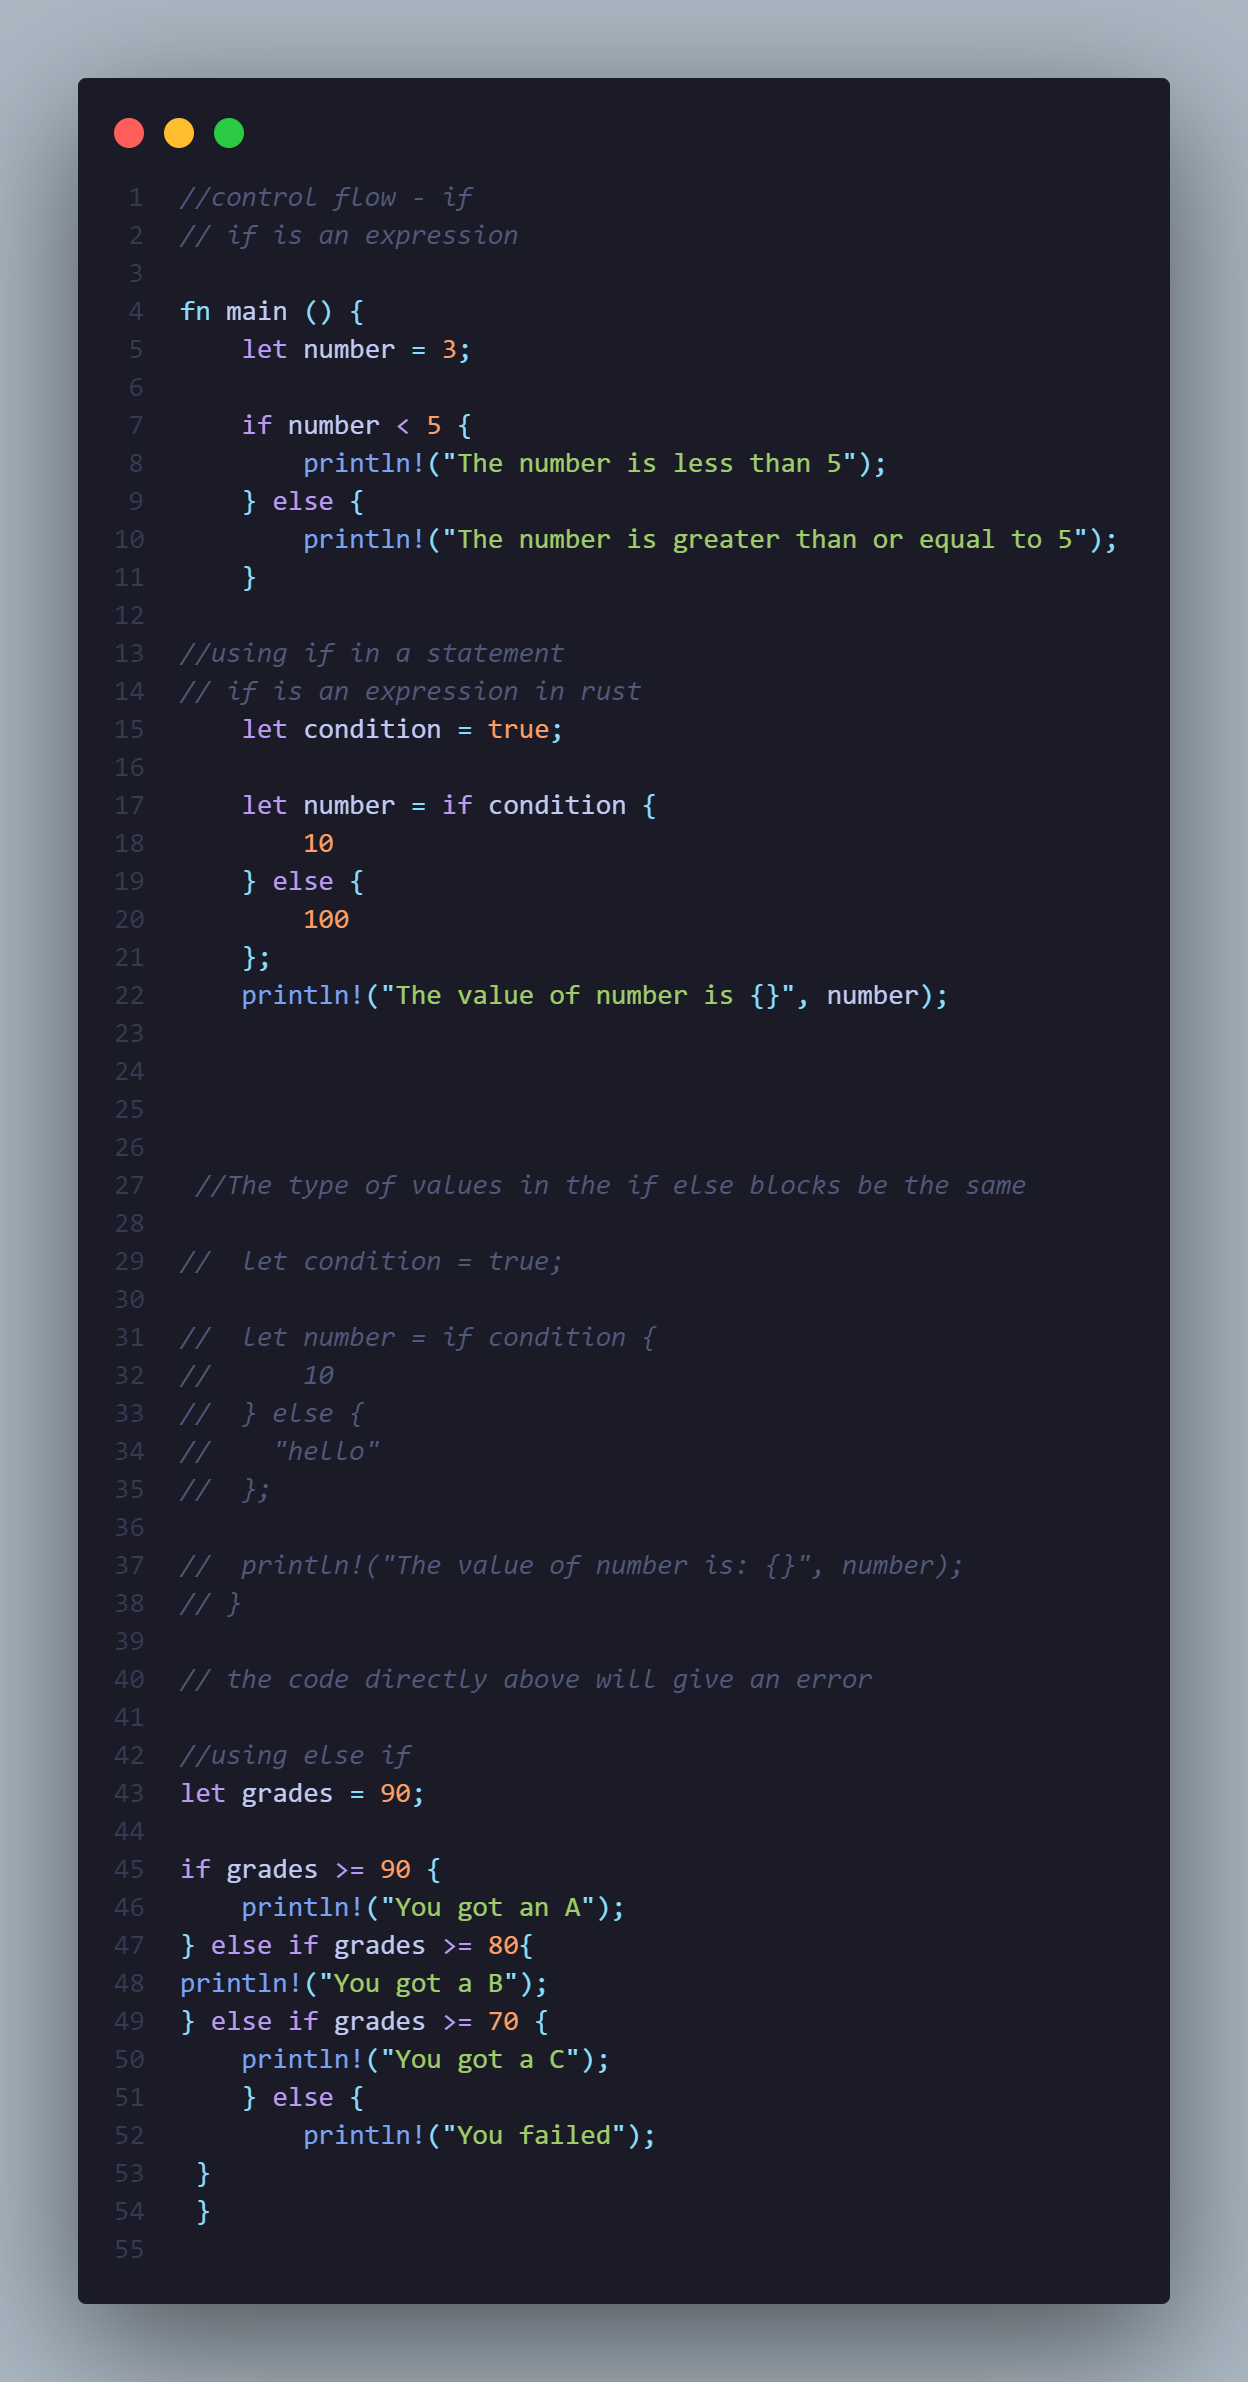 1 //control flow - if
2 // if is an expression
3
4 fn main () {
5     let number = 3;
6
7     if number < 5 {
8         println!("The number is less than 5");
9     } else {
10         println!("The number is greater than or equal to 5");
11     }
12
13 //using if in a statement
14 // if is an expression in rust
15     let condition = true;
16
17     let number = if condition {
18         10
19     } else {
20         100
21     };
22     println!("The value of number is {}", number);
23
24
25
26
27  //The type of values in the if else blocks be the same
28
29 //  let condition = true;
30
31 //  let number = if condition {
32 //      10
33 //  } else {
34 //    "hello"
35 //  };
36
37 //  println!("The value of number is: {}", number);
38 // }
39
40 // the code directly above will give an error
41
42 //using else if
43 let grades = 90;
44
45 if grades >= 90 {
46     println!("You got an A");
47 } else if grades >= 80{
48 println!("You got a B");
49 } else if grades >= 70 {
50     println!("You got a C");
51     } else {
52         println!("You failed");
53  }
54  }
55